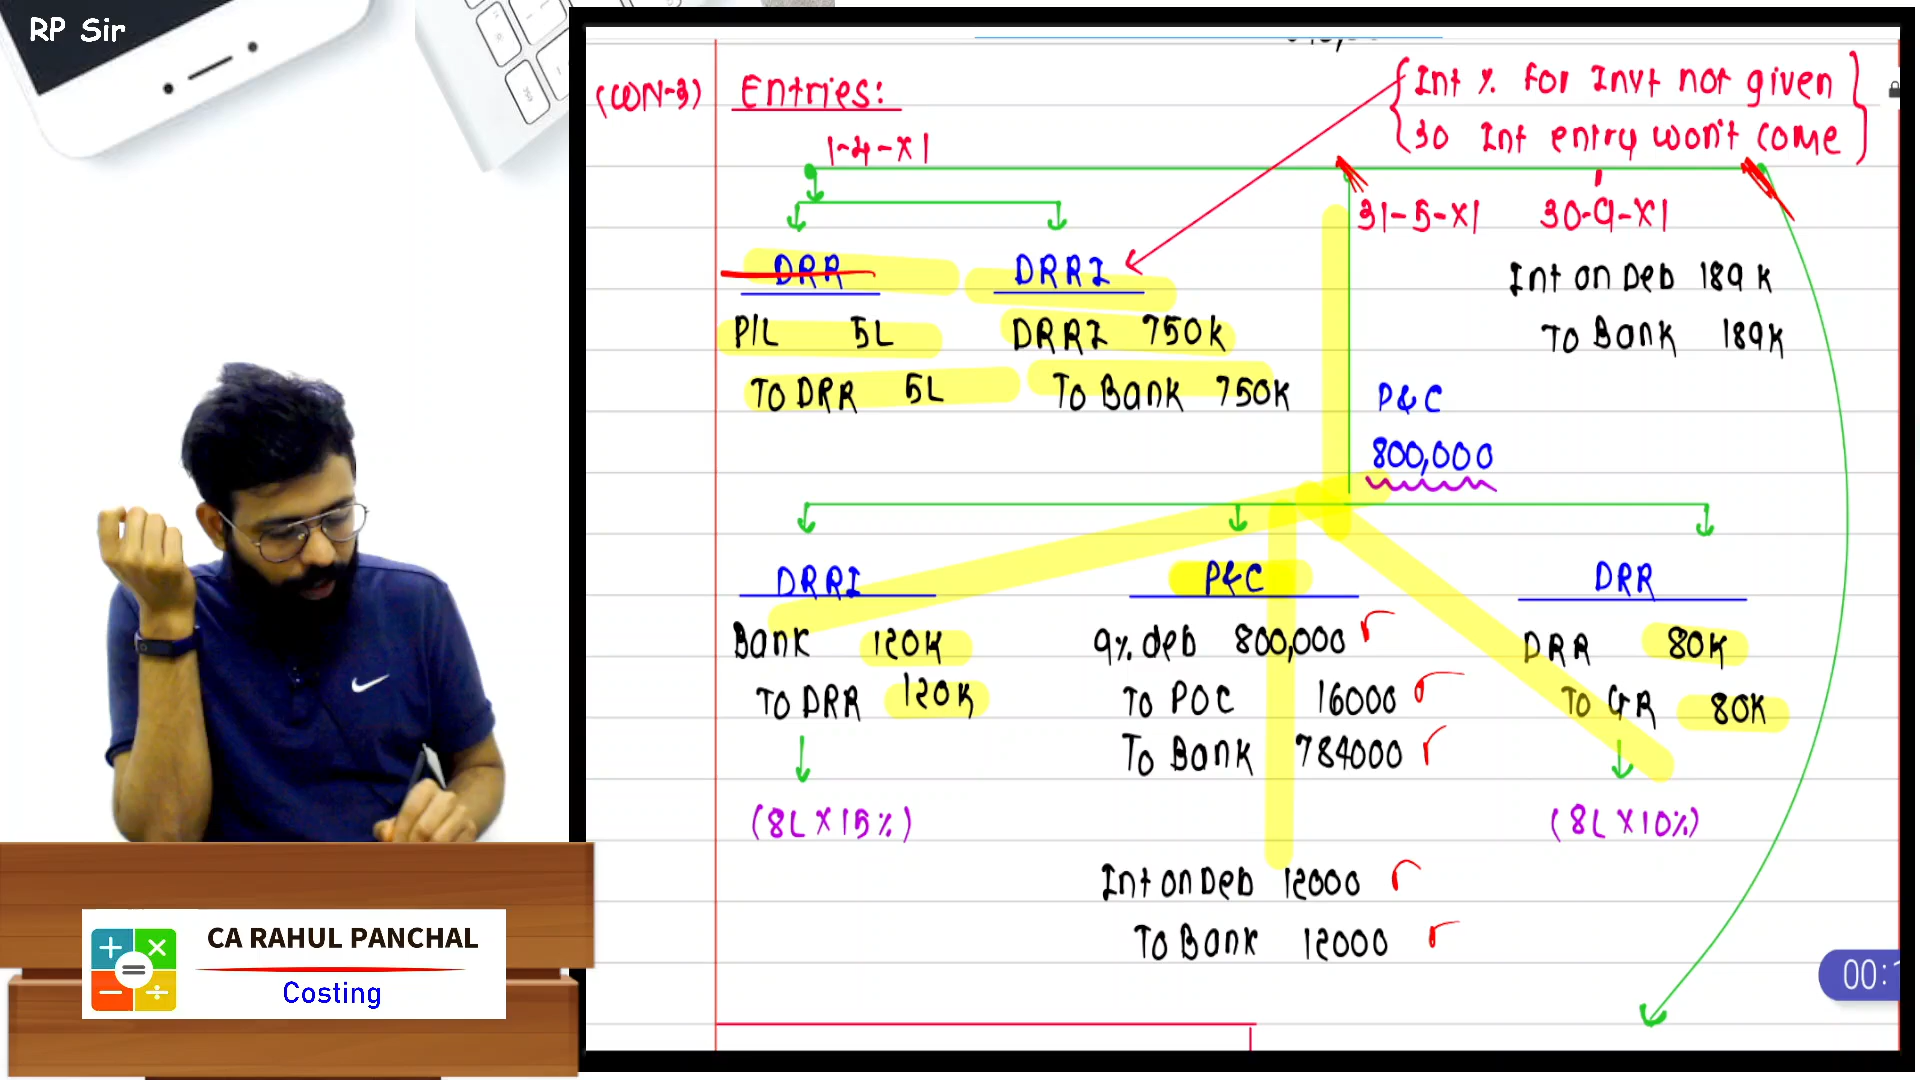 RP Sir
(WN-3) Entries:
{Int % for Invt not given
30 Int entry won't come}
1-4-X1
31-5-X1 30-9-X1
DRR DRRI
P/L 5L DRRI 750K
To DRR 5L To Bank 750K
Int on Deb 189K
To Bank 189K
P&C
800,000
DRRI P&C DRR
Bank 120K 9% deb 800,000 DRR 80K
To DRR 120K To POC 16000 To GR 80K
To Bank 784000
(8L X 15%) (8L X 10%)
Int on Deb 12000
To Bank 12000
CA RAHUL PANCHAL
Costing